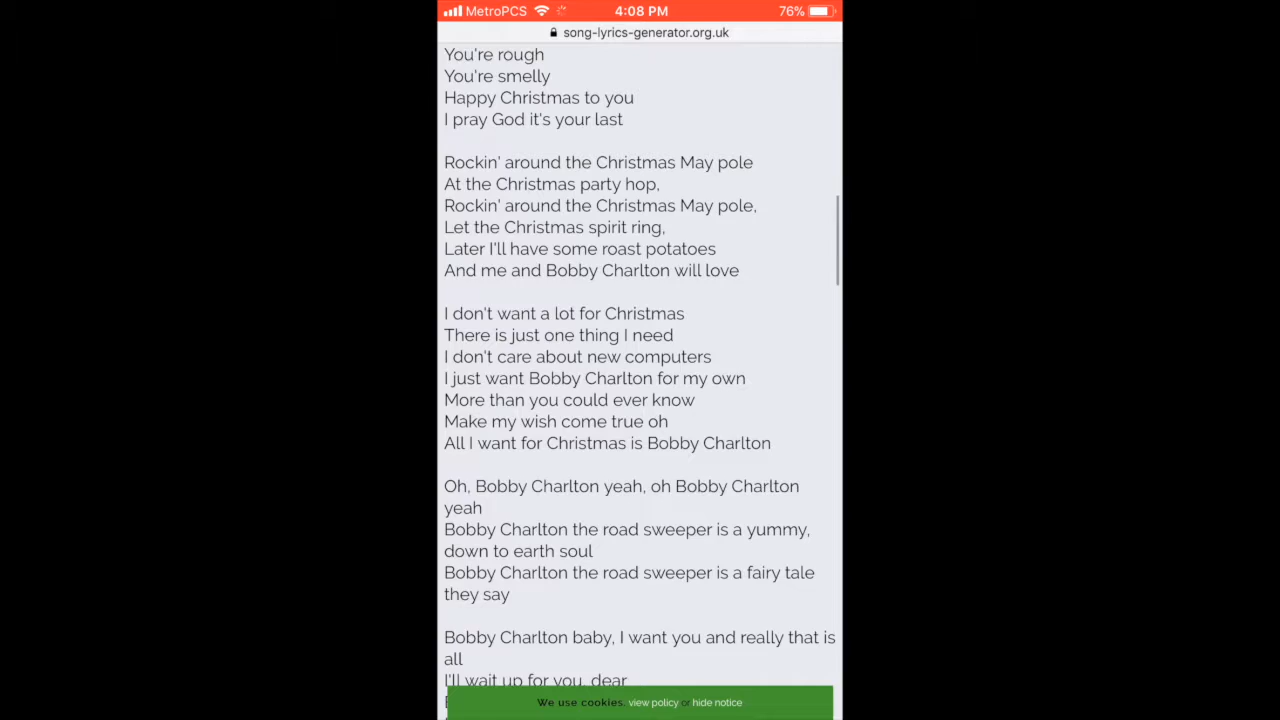 MetroPCS 4:08 PM 76%
song-lyrics-generator.org.uk
You're rough
You're smelly
Happy Christmas to you
I pray God it's your last
Rockin' around the Christmas May pole
At the Christmas party hop,
Rockin' around the Christmas May pole,
Let the Christmas spirit ring,
Later I'll have some roast potatoes
And me and Bobby Charlton will love
I don't want a lot for Christmas
There is just one thing I need
I don't care about new computers
I just want Bobby Charlton for my own
More than you could ever know
Make my wish come true oh
All I want for Christmas is Bobby Charlton
Oh, Bobby Charlton yeah, oh Bobby Charlton
yeah
Bobby Charlton the road sweeper is a yummy,
down to earth soul
Bobby Charlton the road sweeper is a fairy tale
they say
Bobby Charlton baby, I want you and really that is
all
I'll wait up for you, dear
We use cookies. view policy or hide notice